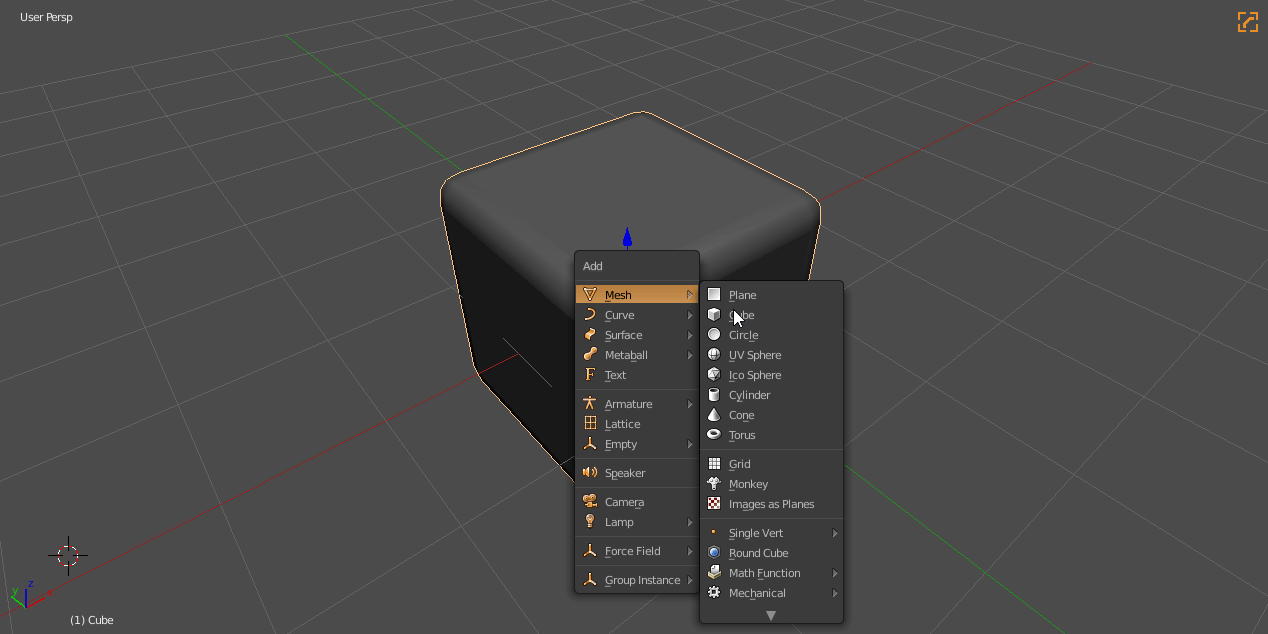 User Persp
Add
Mesh
Curve
Surface
Metaball
Text
Armature
Lattice
Empty
Speaker
Camera
Lamp
Force Field
Group Instance
Plane
Cube
Circle
UV Sphere
Ico Sphere
Cylinder
Cone
Torus
Grid
Monkey
Images as Planes
Single Vert
Round Cube
Math Function
Mechanical
z
y
(1) Cube